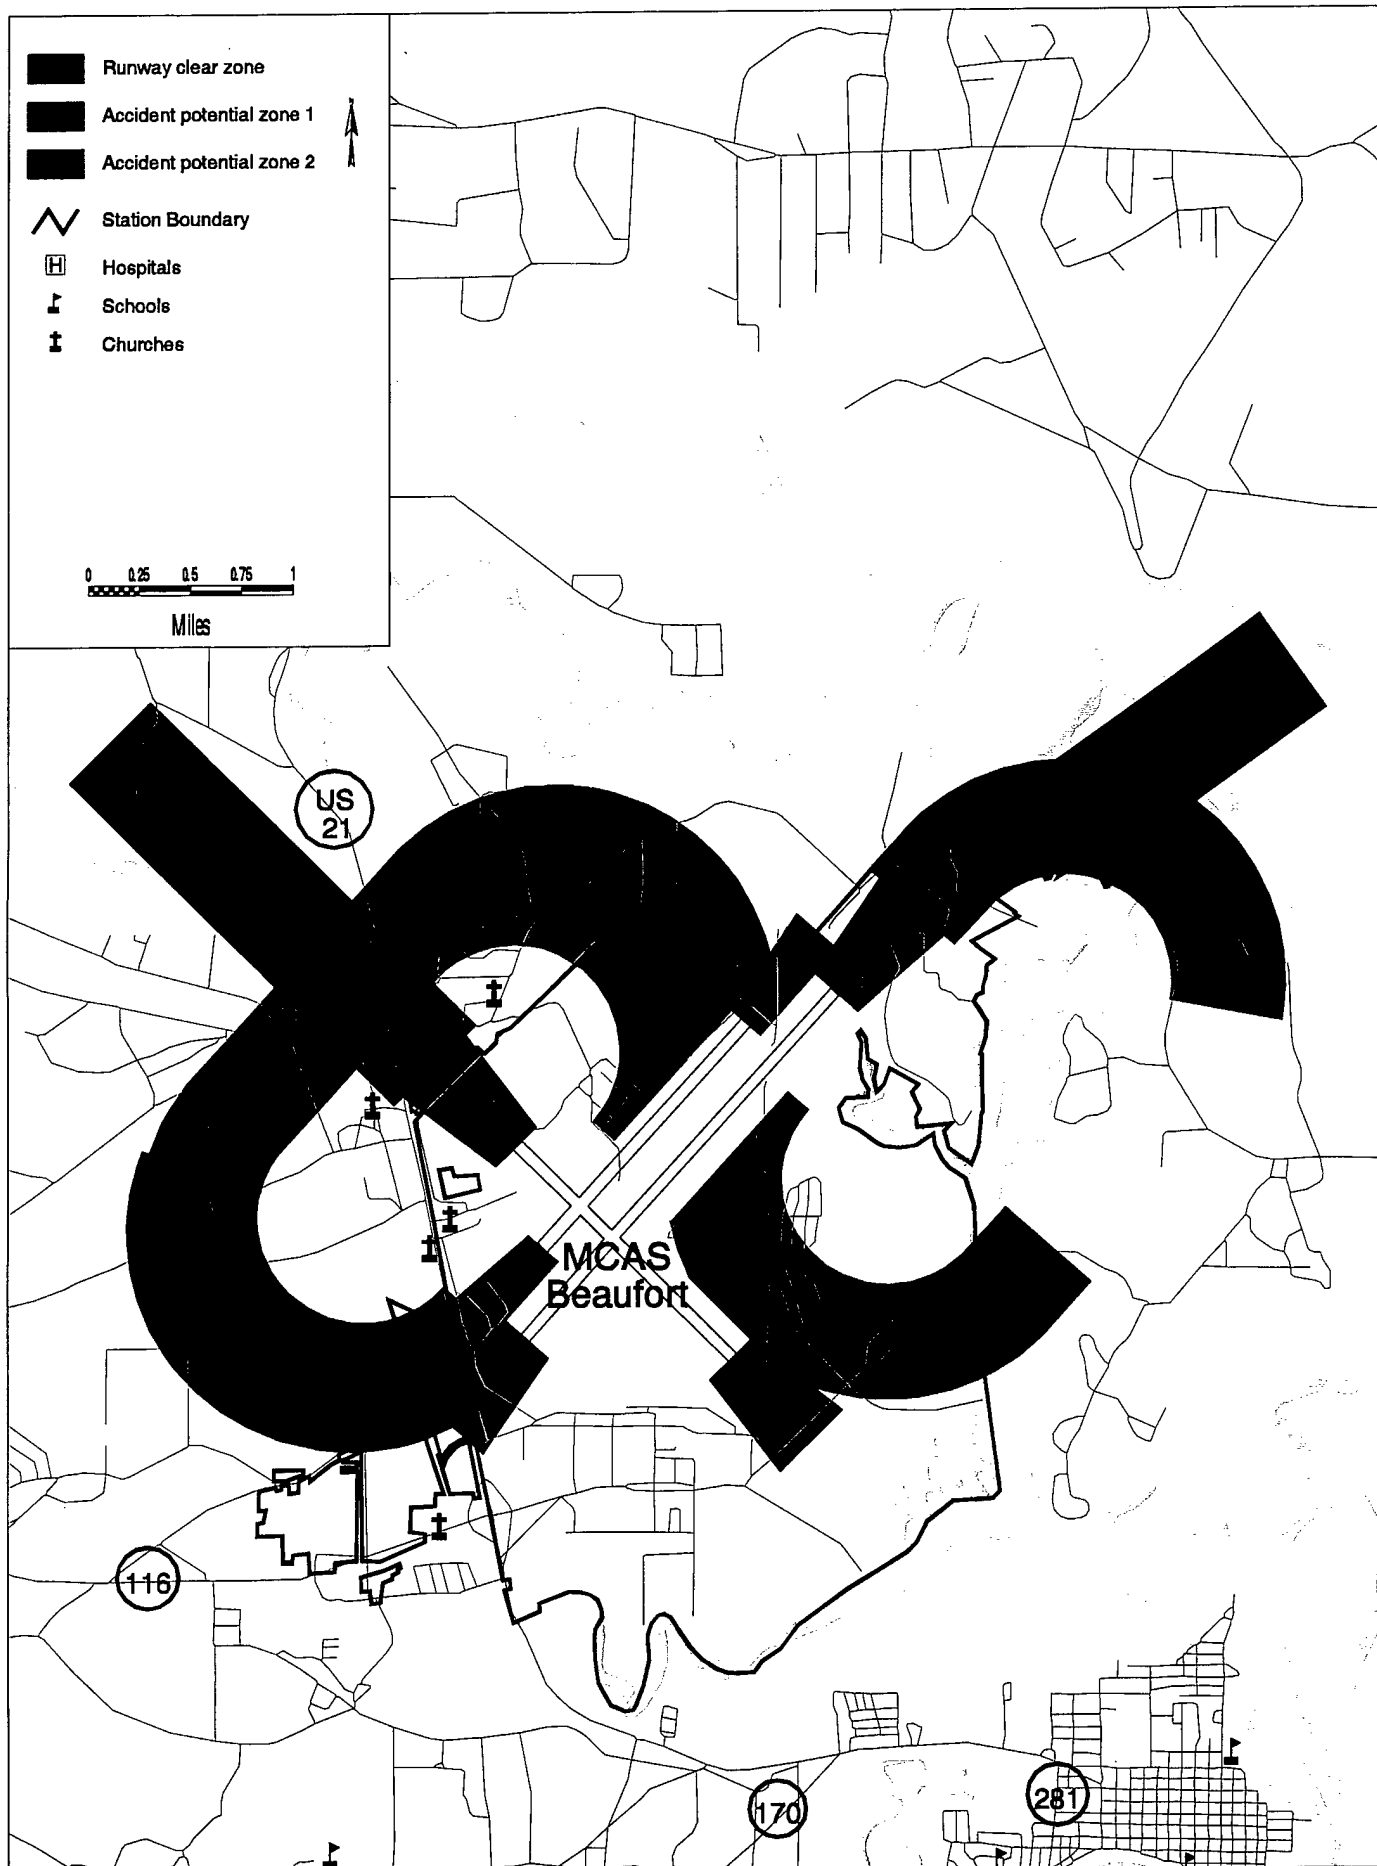 Runway clear zone
Accident potential zone 1
Accident potential zone 2
Station Boundary
H Hospitals
Schools
Churches
0 0.25 0.5 0.75 1
Miles
US
21
MCAS
Beaufort
116
170
281